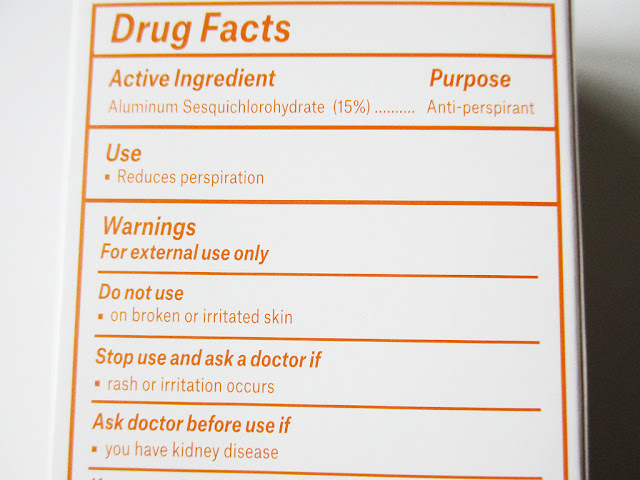 Drug Facts
Active Ingredient Purpose
Aluminum Sesquichlorohydrate (15%) .......... Anti-perspirant
Use
▪ Reduces perspiration
Warnings
For external use only
Do not use
▪ on broken or irritated skin
Stop use and ask a doctor if
▪ rash or irritation occurs
Ask doctor before use if
▪ you have kidney disease